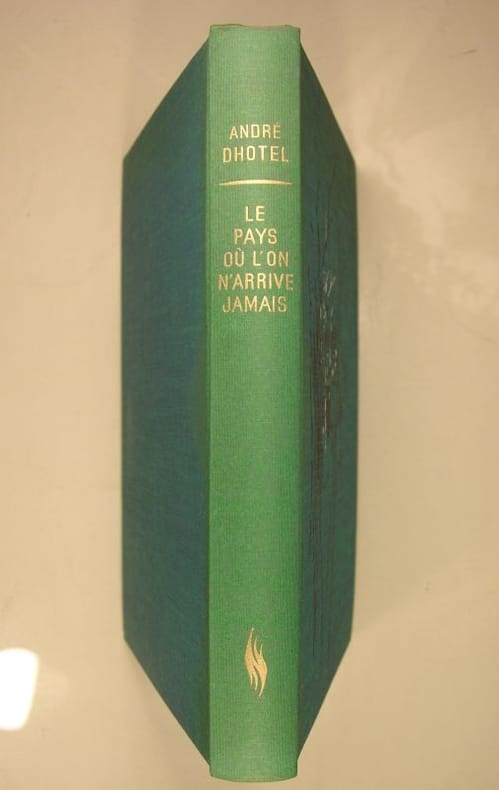 ANDRÉ
DHOTEL
LE
PAYS
OÙ L'ON
N'ARRIVE
JAMAIS